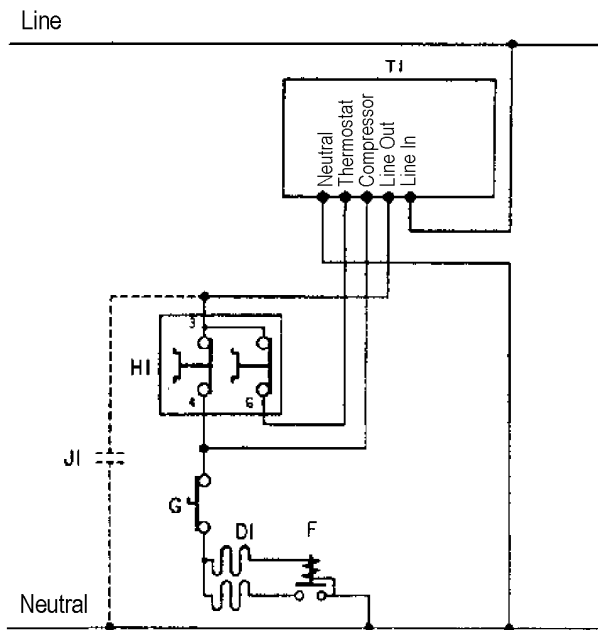 Line
T1
Neutral
Thermostat
Compressor
Line Out
Line In
3
H1
4
6
J1
G
D1
F
Neutral